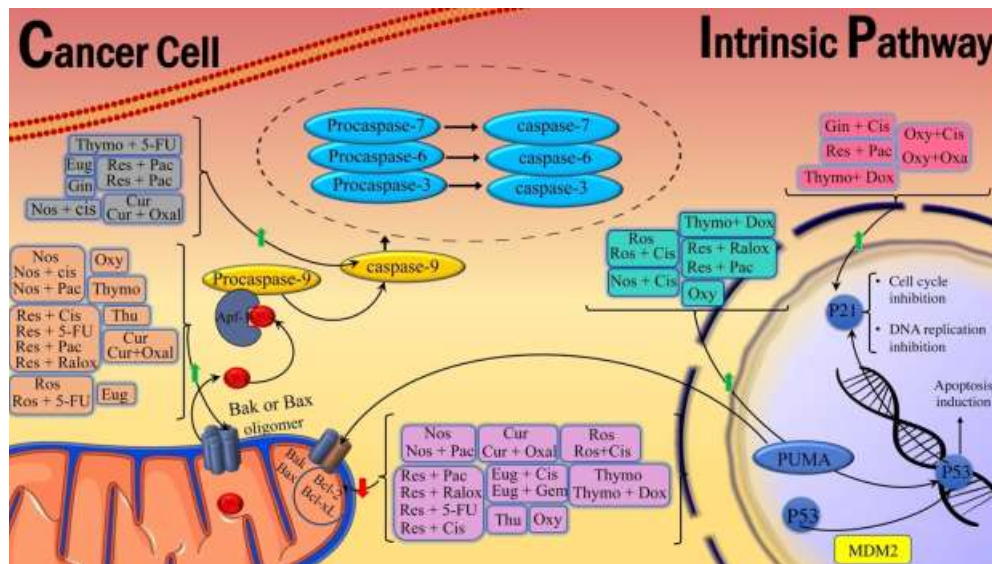 Cancer Cell
Intrinsic Pathway
Procaspase-7
caspase-7
Procaspase-6
caspase-6
Procaspase-3
caspase-3
Thymo + 5-FU
Eug
Res + Pac
Res + Pac
Gin
Nos + cis
Cur
Cur + Oxal
Gin + Cis
Oxy+Cis
Oxy+Oxa
Res + Pac
Thymo+ Dox
Thymo+ Dox
Ros
Ros + Cis
Res + Ralox
Res + Pac
Nos + Cis
Oxy
Nos
Nos + cis
Nos + Pac
Oxy
Thymo
Res + Cis
Res + 5-FU
Res + Pac
Res + Ralox
Thu
Cur
Cur+Oxal
Ros
Ros + 5-FU
Eug
Procaspase-9
caspase-9
Bak or Bax
oligomer
Bak
Bax
Bcl-2
Bcl-xL
Nos
Nos + Pac
Cur
Cur + Oxal
Ros
Ros+Cis
Res + Pac
Res + Ralox
Res + 5-FU
Res + Cis
Eug + Cis
Eug + Gem
Thymo
Thymo + Dox
Thu
Oxy
P21
• Cell cycle
inhibition
• DNA replication
inhibition
Apoptosis
induction
PUMA
P53
P53
MDM2